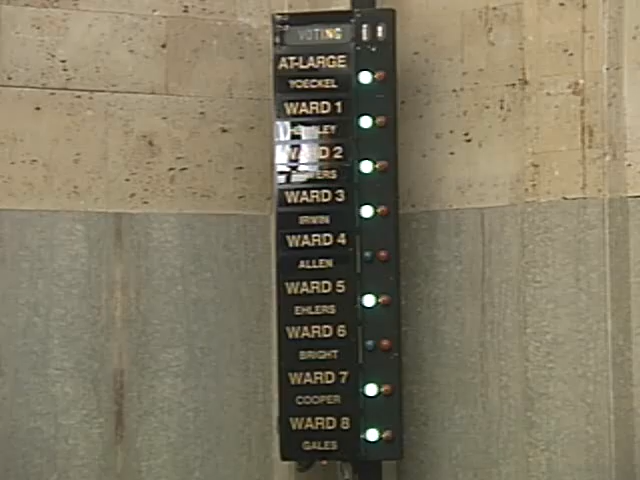 VOTING
AT-LARGE
YOECKEL
WARD 1
WARD 2
WARD 3
IRWIN
WARD 4
ALLEN
WARD 5
EHLERS
WARD 6
BRIGHT
WARD 7
COOPER
WARD 8
GALES